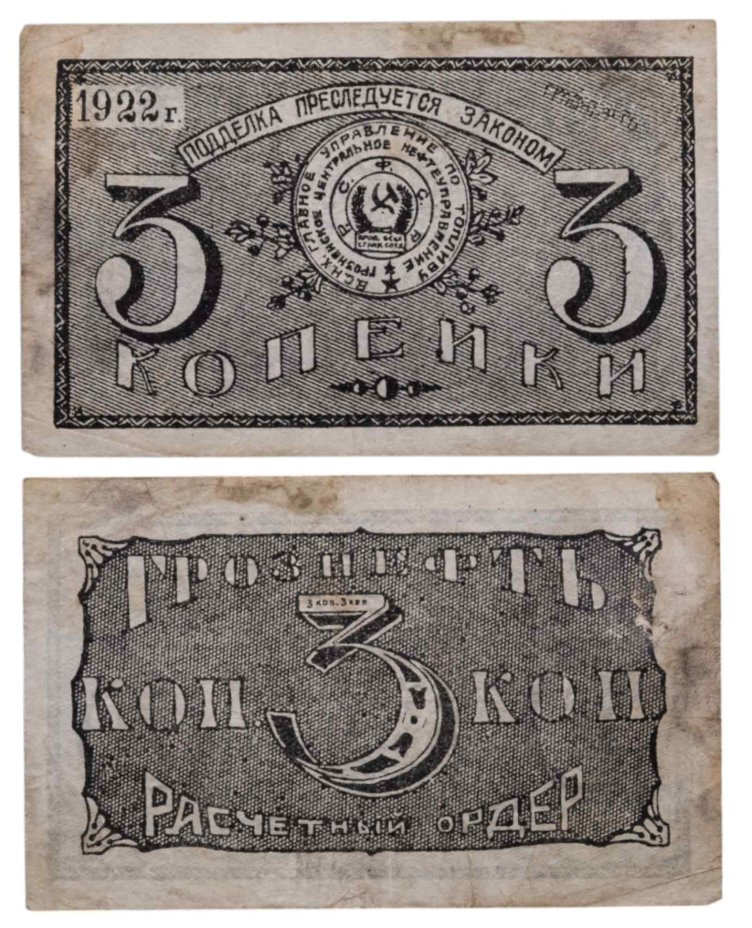 1922 г.
ПОДДЕЛКА ПРЕСЛЕДУЕТСЯ ЗАКОНОМ
В.С.Н.Х. ГЛАВНОЕ УПРАВЛЕНИЕ ПО ТОПЛИВУ
ГРОЗНЕНСКОЕ ЦЕНТРАЛЬНОЕ НЕФТЕУПРАВЛЕНИЕ
Р С Ф С Р
3 3
КОПЕЙКИ
ГРОЗНЕФТЬ
3 КОП. 3 КОП
КОП. 3 КОП.
РАСЧЕТНЫЙ ОРДЕР